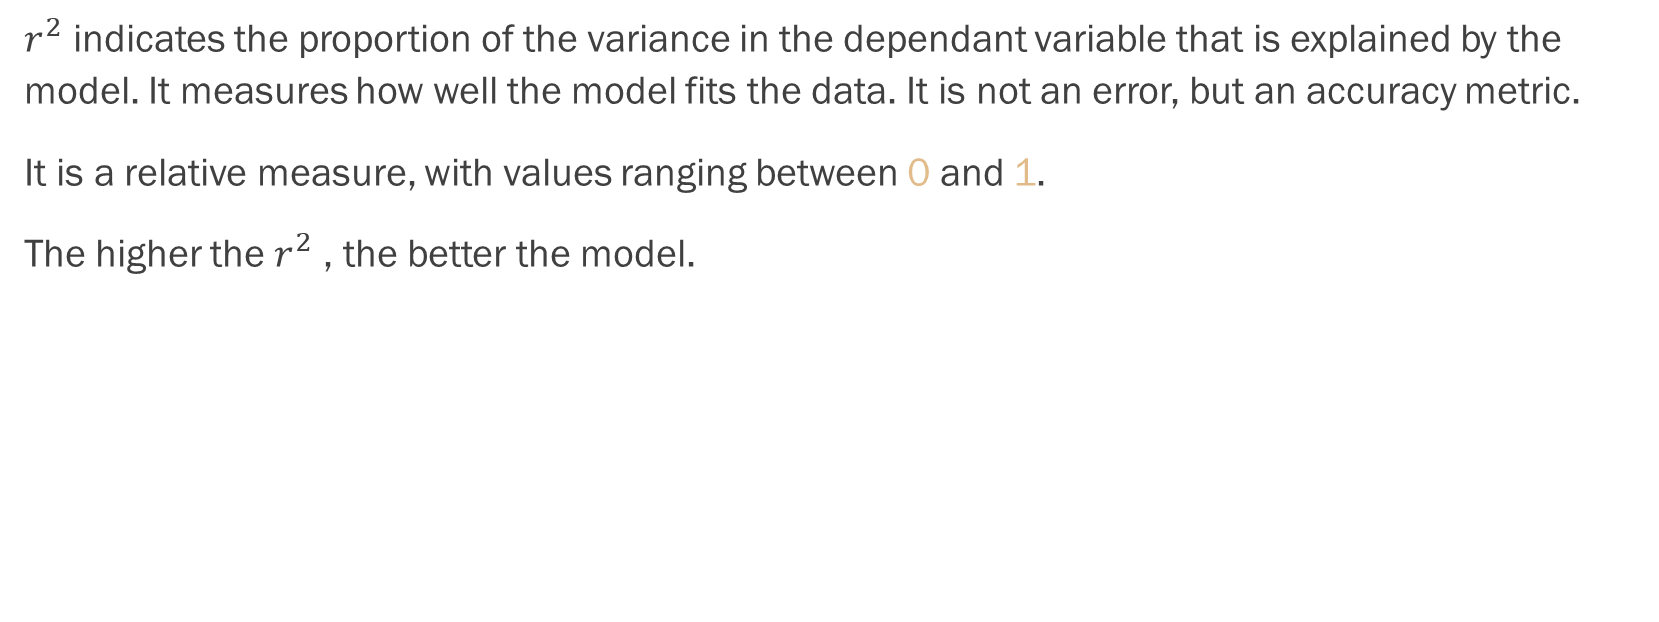 r² indicates the proportion of the variance in the dependant variable that is explained by the
model. It measures how well the model fits the data. It is not an error, but an accuracy metric.
It is a relative measure, with values ranging between 0 and 1.
The higher the r² , the better the model.